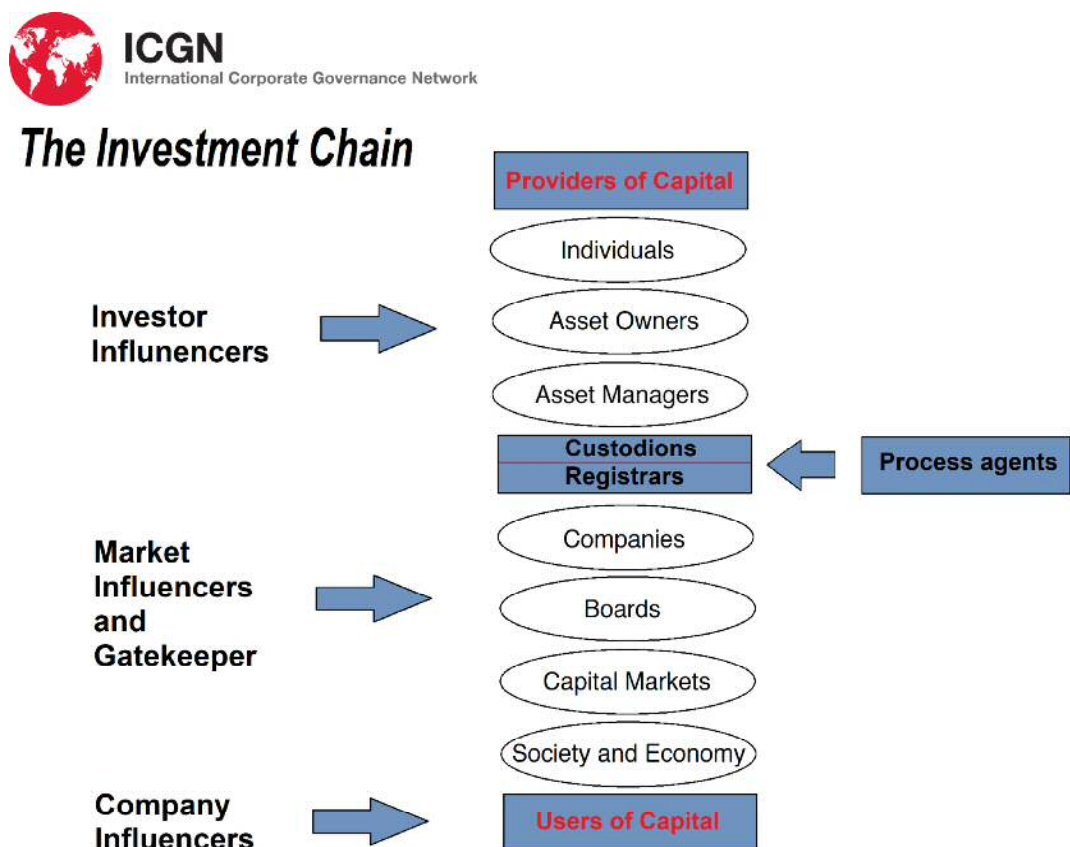 ICGN
International Corporate Governance Network
The Investment Chain
Providers of Capital
Individuals
Investor
Influnencers
Asset Owners
Asset Managers
Custodions
Registrars
Process agents
Companies
Market
Influencers
and
Gatekeeper
Boards
Capital Markets
Society and Economy
Company
Influencers
Users of Capital